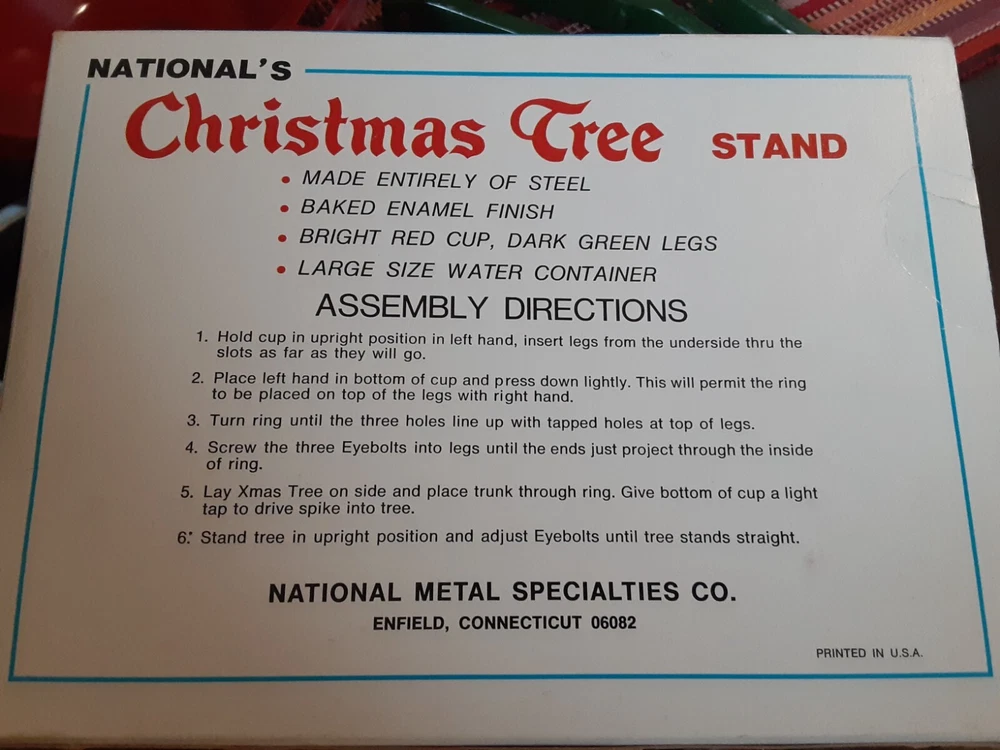 NATIONAL'S
Christmas Tree STAND
• MADE ENTIRELY OF STEEL
• BAKED ENAMEL FINISH
• BRIGHT RED CUP, DARK GREEN LEGS
• LARGE SIZE WATER CONTAINER
ASSEMBLY DIRECTIONS
1. Hold cup in upright position in left hand, insert legs from the underside thru the
slots as far as they will go.
2. Place left hand in bottom of cup and press down lightly. This will permit the ring
to be placed on top of the legs with right hand.
3. Turn ring until the three holes line up with tapped holes at top of legs.
4. Screw the three Eyebolts into legs until the ends just project through the inside
of ring.
5. Lay Xmas Tree on side and place trunk through ring. Give bottom of cup a light
tap to drive spike into tree.
6. Stand tree in upright position and adjust Eyebolts until tree stands straight.
NATIONAL METAL SPECIALTIES CO.
ENFIELD, CONNECTICUT 06082
PRINTED IN U.S.A.